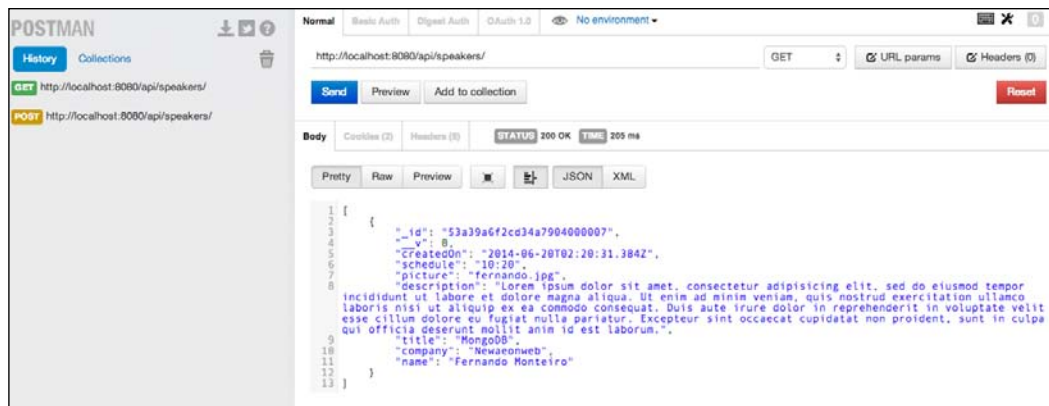 POSTMAN
History Collections
GET http://localhost:8080/api/speakers/
POST http://localhost:8080/api/speakers/
Normal Basic Auth Digest Auth OAuth 1.0 No environment
0
http://localhost:8080/api/speakers/ GET URL params Headers (0)
Send Preview Add to collection Reset
Body Cookies (2) Headers (8) STATUS 200 OK TIME 205 ms
Pretty Raw Preview JSON XML
1 [
2 {
3 "_id": "53a39a6f2cd34a7904000007",
4 "__v": 0,
5 "createdOn": "2014-06-20T02:20:31.384Z",
6 "schedule": "10:20",
7 "picture": "fernando.jpg",
8 "description": "Lorem ipsum dolor sit amet, consectetur adipisicing elit, sed do eiusmod tempor
incididunt ut labore et dolore magna aliqua. Ut enim ad minim veniam, quis nostrud exercitation ullamco
laboris nisi ut aliquip ex ea commodo consequat. Duis aute irure dolor in reprehenderit in voluptate velit
esse cillum dolore eu fugiat nulla pariatur. Excepteur sint occaecat cupidatat non proident, sunt in culpa
qui officia deserunt mollit anim id est laborum.",
9 "title": "MongoDB",
10 "company": "Newaeonweb",
11 "name": "Fernando Monteiro"
12 }
13 ]